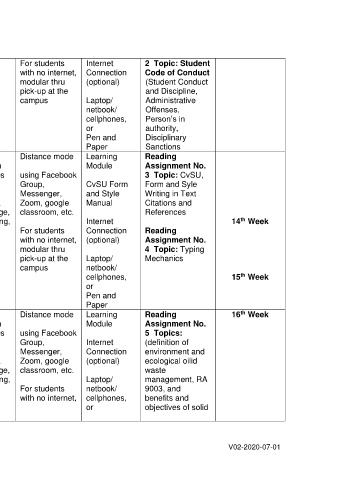 For students
with no internet,
modular thru
pick-up at the
campus
Internet
Connection
(optional)
Laptop/
netbook/
cellphones,
or
Pen and
Paper
2 Topic: Student
Code of Conduct
(Student Conduct
and Discipline,
Administrative
Offenses,
Person's in
authority,
Disciplinary
Sanctions
Distance mode
using Facebook
Group,
Messenger,
Zoom, google
classroom, etc.
For students
with no internet,
modular thru
pick-up at the
campus
Learning
Module
CvSU Form
and Style
Manual
Internet
Connection
(optional)
Laptop/
netbook/
cellphones,
or
Pen and
Paper
Reading
Assignment No.
3 Topic: CvSU,
Form and Syle
Writing in Text
Citations and
References
Reading
Assignment No.
4 Topic: Typing
Mechanics
14th Week
15th Week
ge,
ng,
Distance mode
using Facebook
Group,
Messenger,
Zoom, google
classroom, etc.
For students
with no internet,
Learning
Module
Internet
Connection
(optional)
Laptop/
netbook/
cellphones,
or
Reading
Assignment No.
5 Topics:
(definition of
environment and
ecological oilid
waste
management, RA
9003, and
benefits and
objectives of solid
16th Week
ge,
ng,
V02-2020-07-01